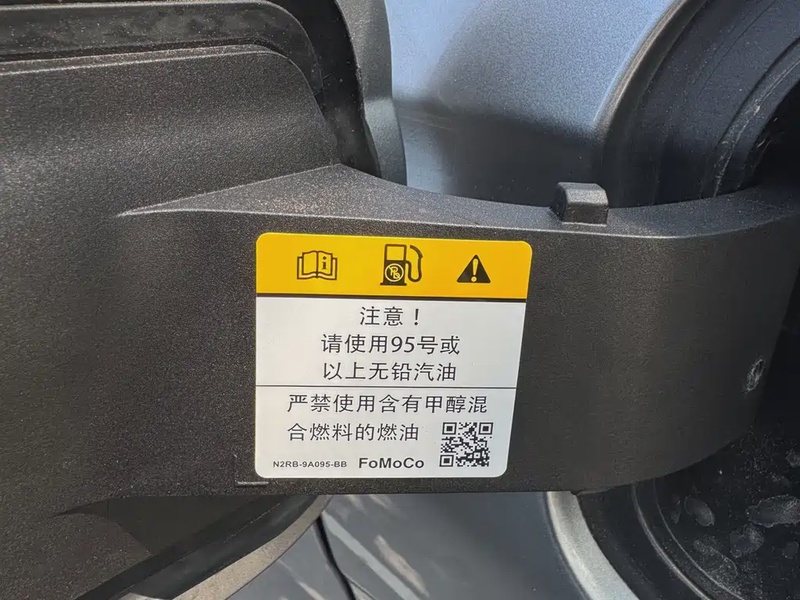 注意！
请使用95号或
以上无铅汽油
严禁使用含有甲醇混
合燃料的燃油
N2RB-9A095-BB FoMoCo